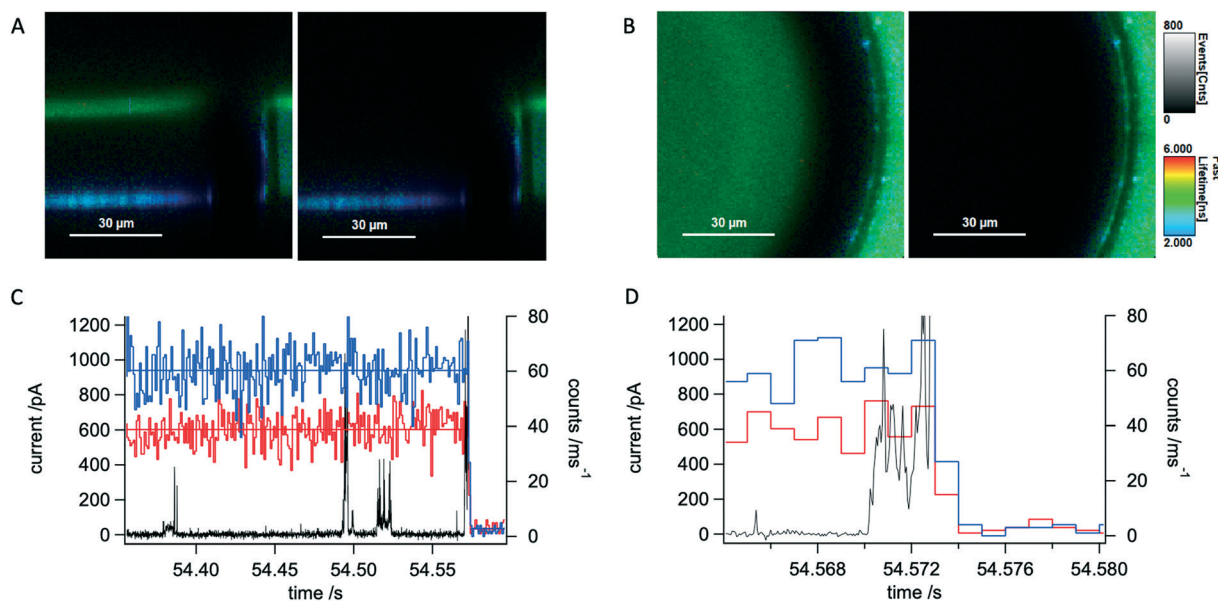 A
30 µm
30 µm
B
30 µm
30 µm
800
Events[Cnts]
0
6.000
Fast
Lifetime[ns]
2.000
C
1200
1000
800
600
400
200
0
current /pA
80
60
40
20
0
counts /ms-1
54.40
54.45
54.50
54.55
time /s
D
1200
1000
800
600
400
200
0
current /pA
80
60
40
20
0
counts /ms-1
54.568
54.572
54.576
54.580
time /s